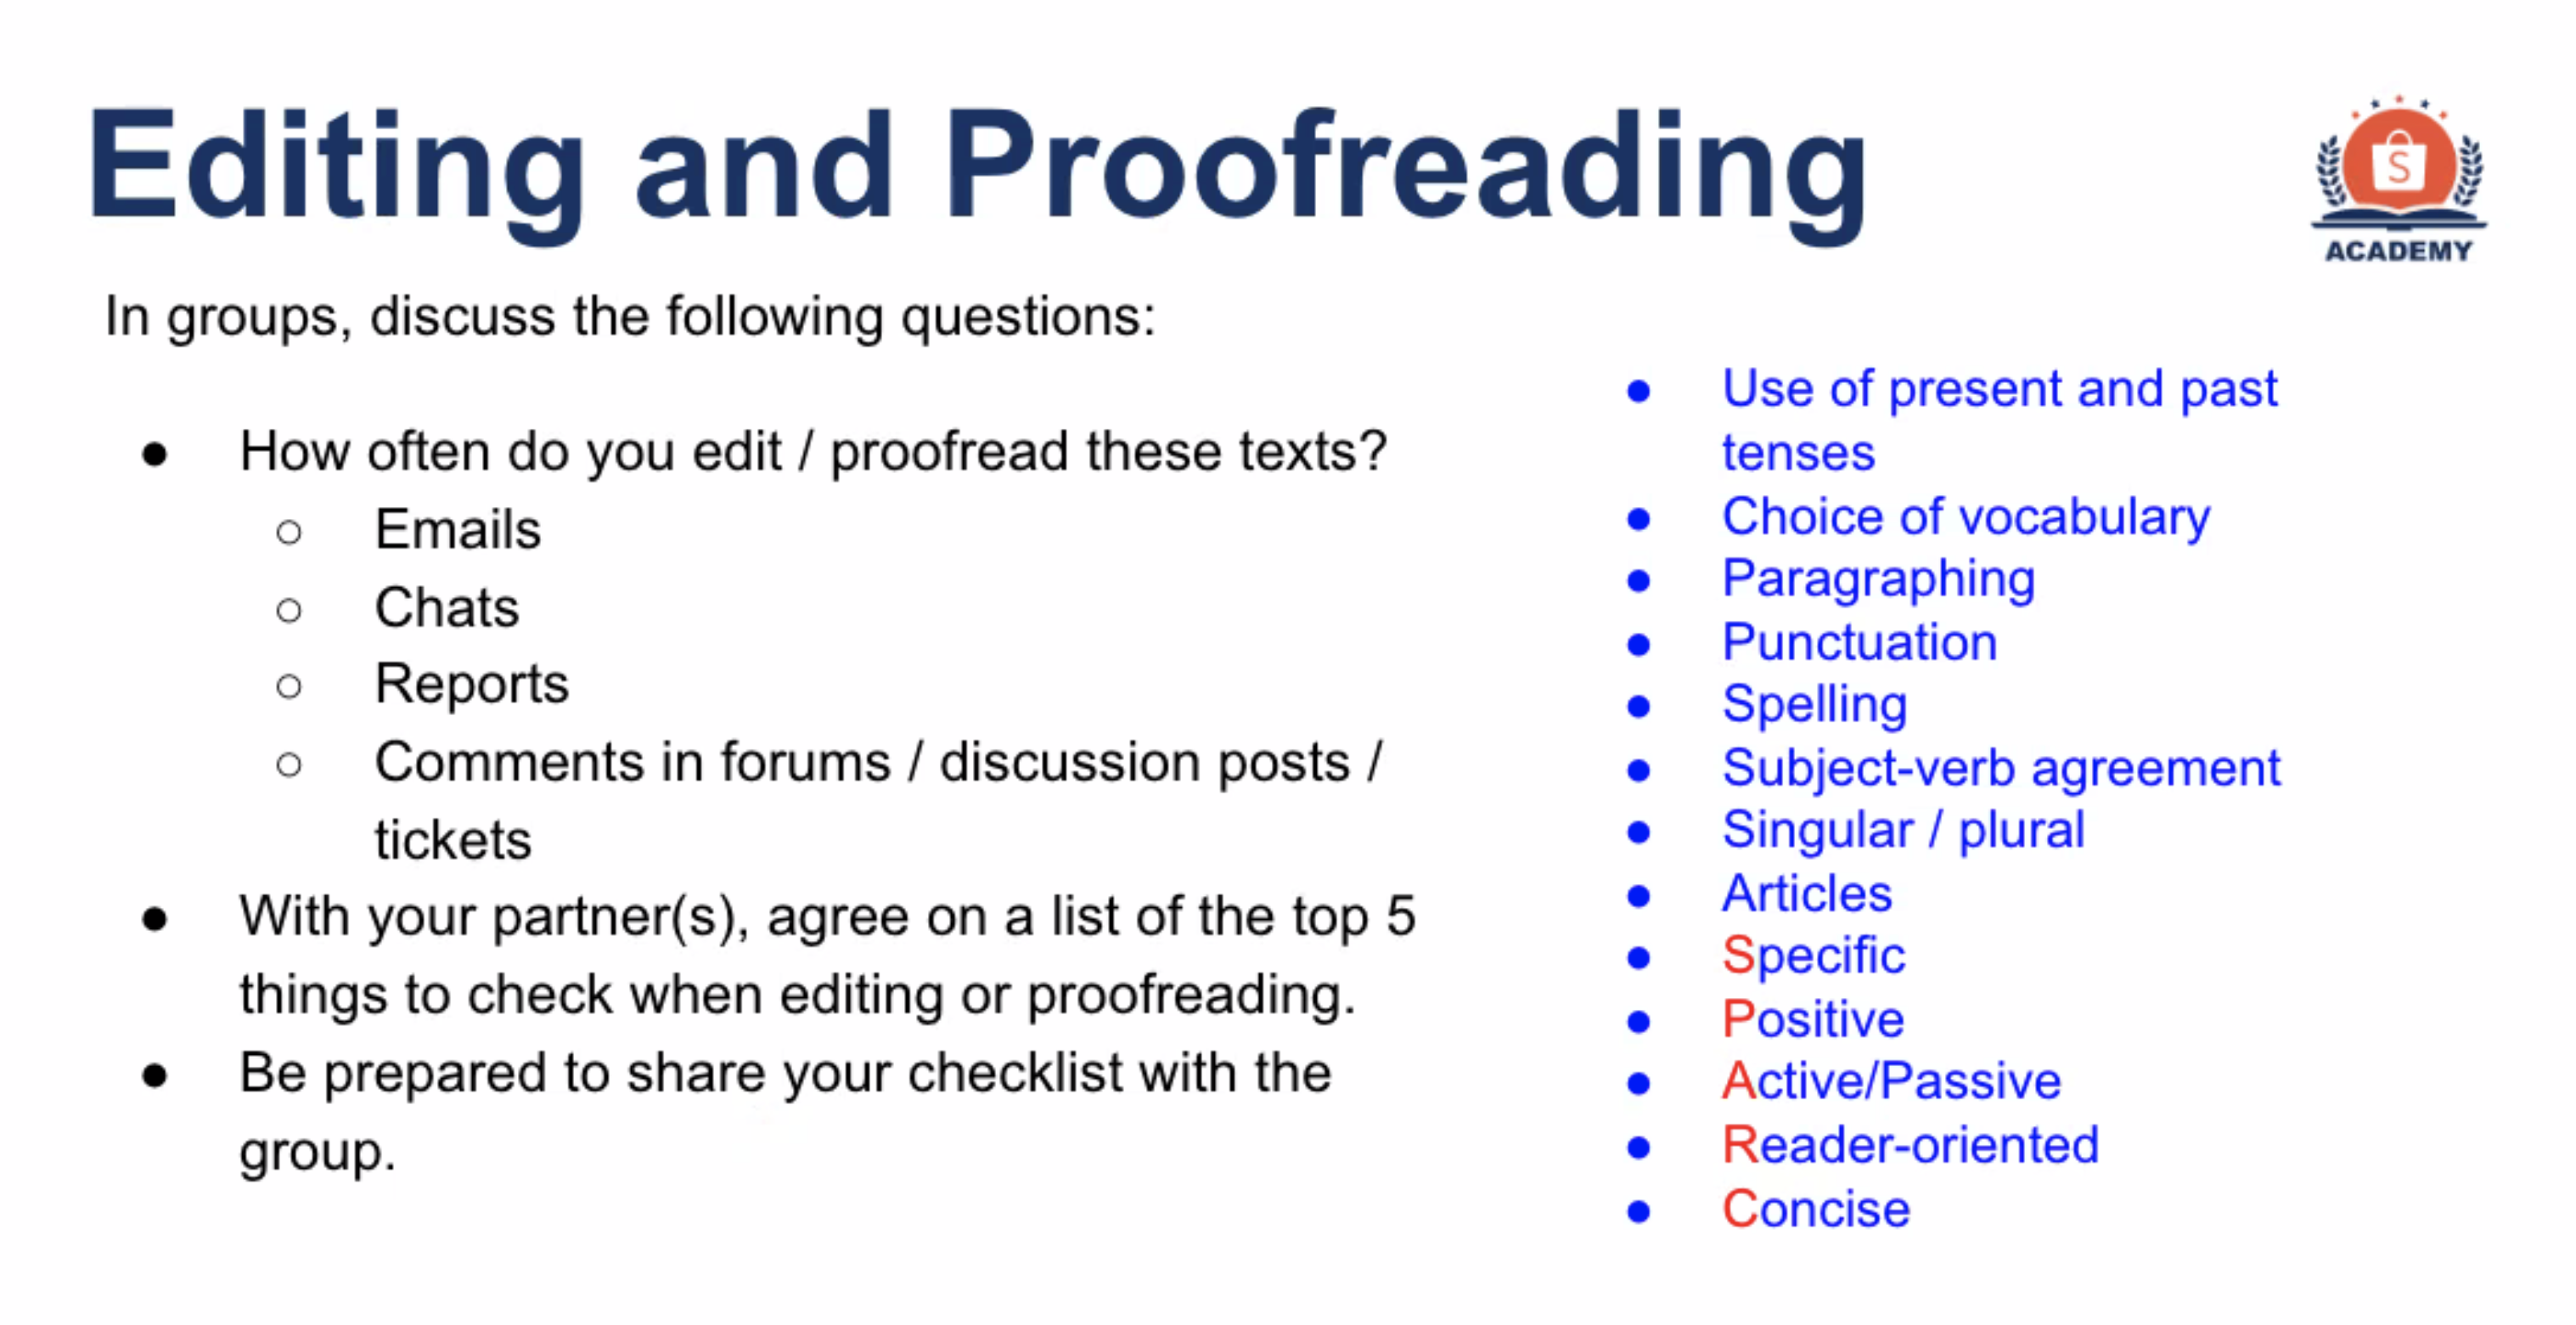 Editing and Proofreading
S
ACADEMY
In groups, discuss the following questions:
● How often do you edit / proofread these texts?
○ Emails
○ Chats
○ Reports
○ Comments in forums / discussion posts /
tickets
● With your partner(s), agree on a list of the top 5
things to check when editing or proofreading.
● Be prepared to share your checklist with the
group.
● Use of present and past
tenses
● Choice of vocabulary
● Paragraphing
● Punctuation
● Spelling
● Subject-verb agreement
● Singular / plural
● Articles
● Specific
● Positive
● Active/Passive
● Reader-oriented
● Concise